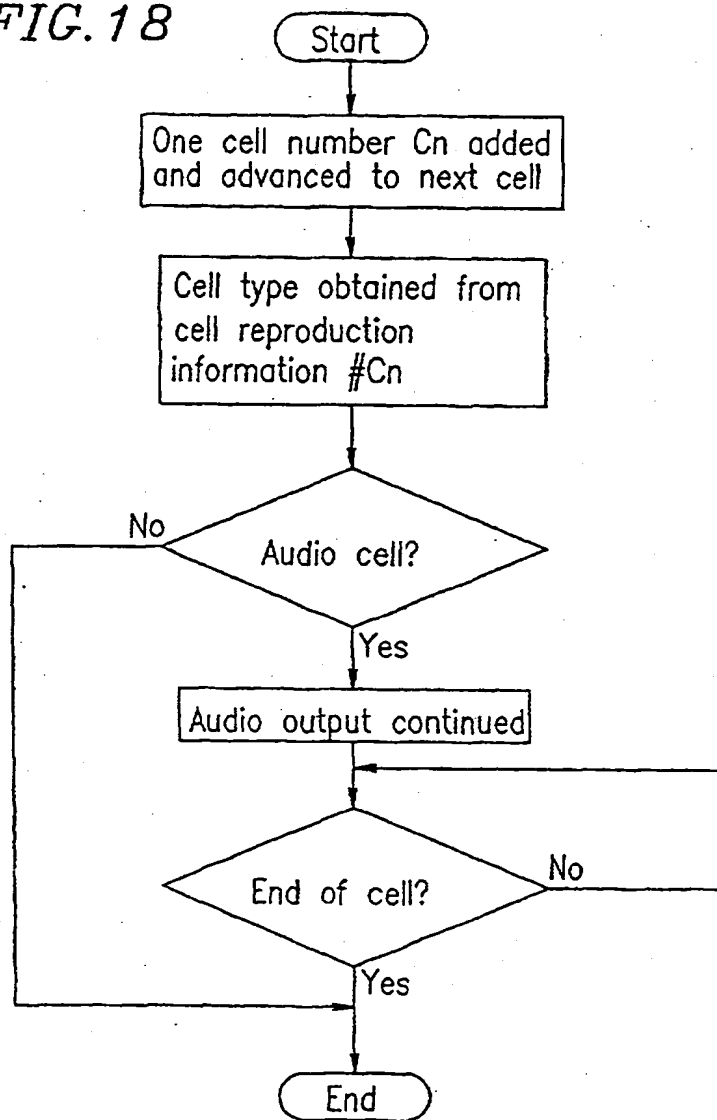 FIG. 18
Start
One cell number Cn added
and advanced to next cell
Cell type obtained from
cell reproduction
information #Cn
No
Audio cell?
Yes
Audio output continued
End of cell?
No
Yes
End